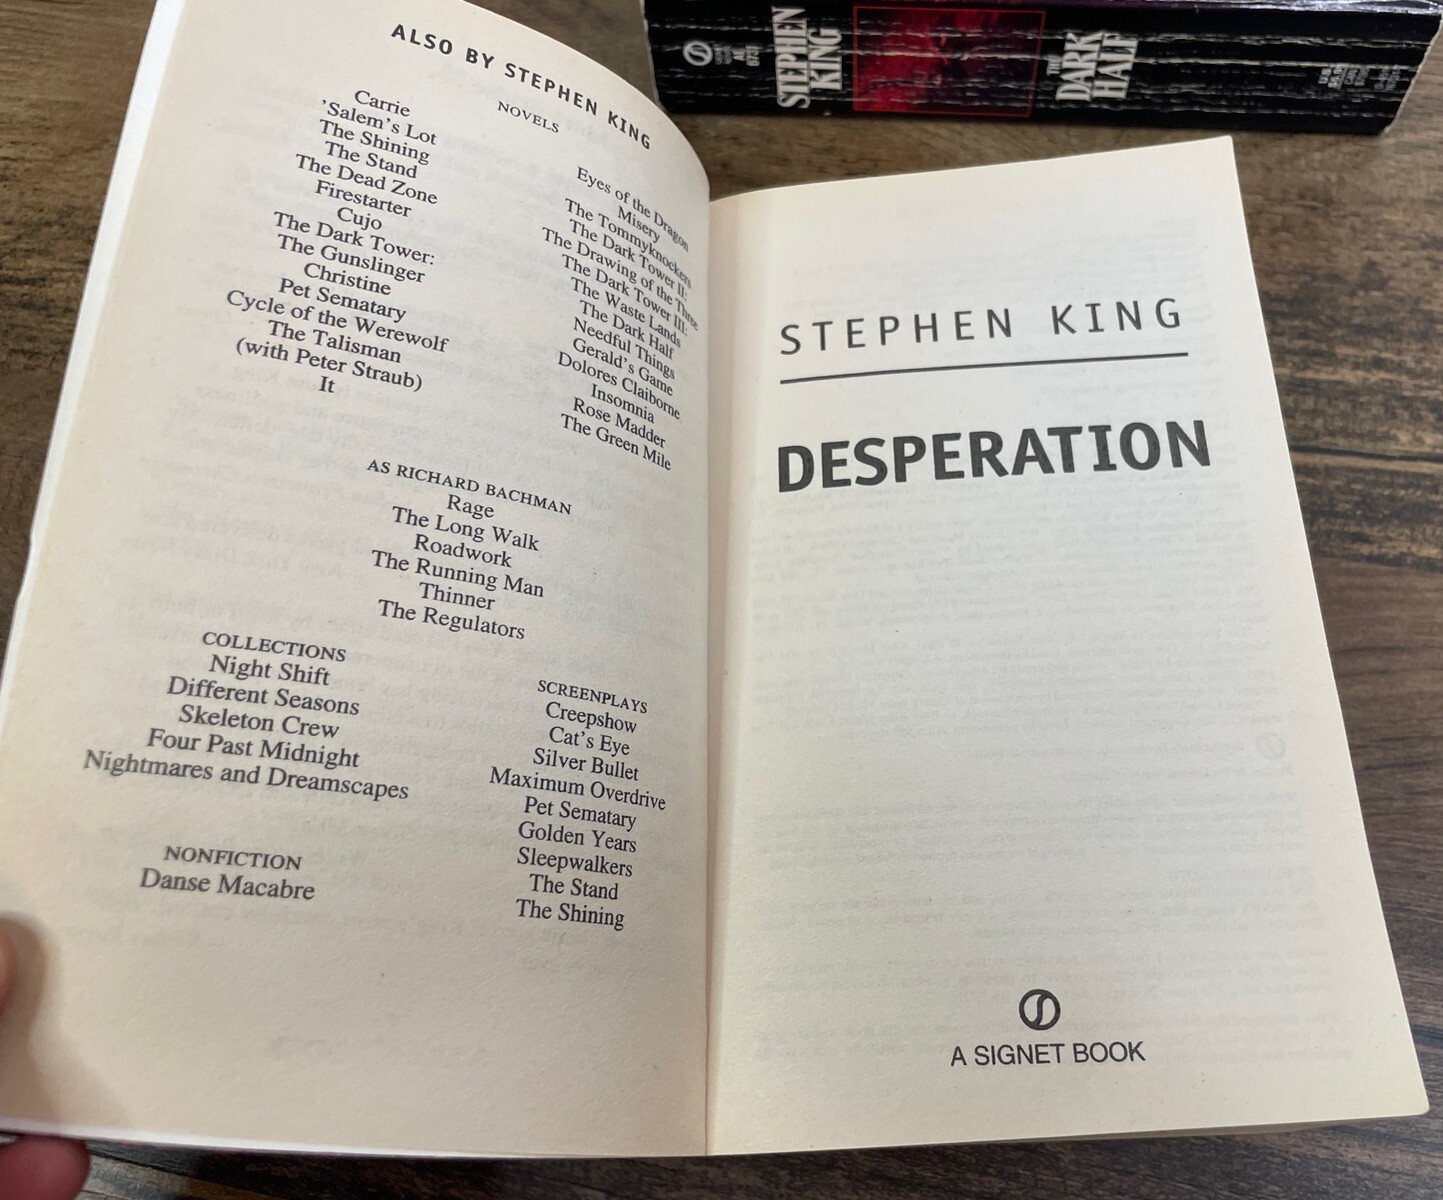 ALSO BY STEPHEN KING
NOVELS
Carrie
'Salem's Lot
The Shining
The Stand
The Dead Zone
Firestarter
Cujo
The Dark Tower:
The Gunslinger
Christine
Pet Sematary
Cycle of the Werewolf
The Talisman
(with Peter Straub)
It
Eyes of the Dragon
Misery
The Tommyknockers
The Dark Tower II:
The Drawing of the Three
The Dark Tower III:
The Waste Lands
The Dark Half
Needful Things
Gerald's Game
Dolores Claiborne
Insomnia
Rose Madder
The Green Mile
AS RICHARD BACHMAN
Rage
The Long Walk
Roadwork
The Running Man
Thinner
The Regulators
COLLECTIONS
Night Shift
Different Seasons
Skeleton Crew
Four Past Midnight
Nightmares and Dreamscapes
NONFICTION
Danse Macabre
SCREENPLAYS
Creepshow
Cat's Eye
Silver Bullet
Maximum Overdrive
Pet Sematary
Golden Years
Sleepwalkers
The Stand
The Shining
STEPHEN KING
DESPERATION
A SIGNET BOOK
STEPHEN
KING
THE
DARK
HALF